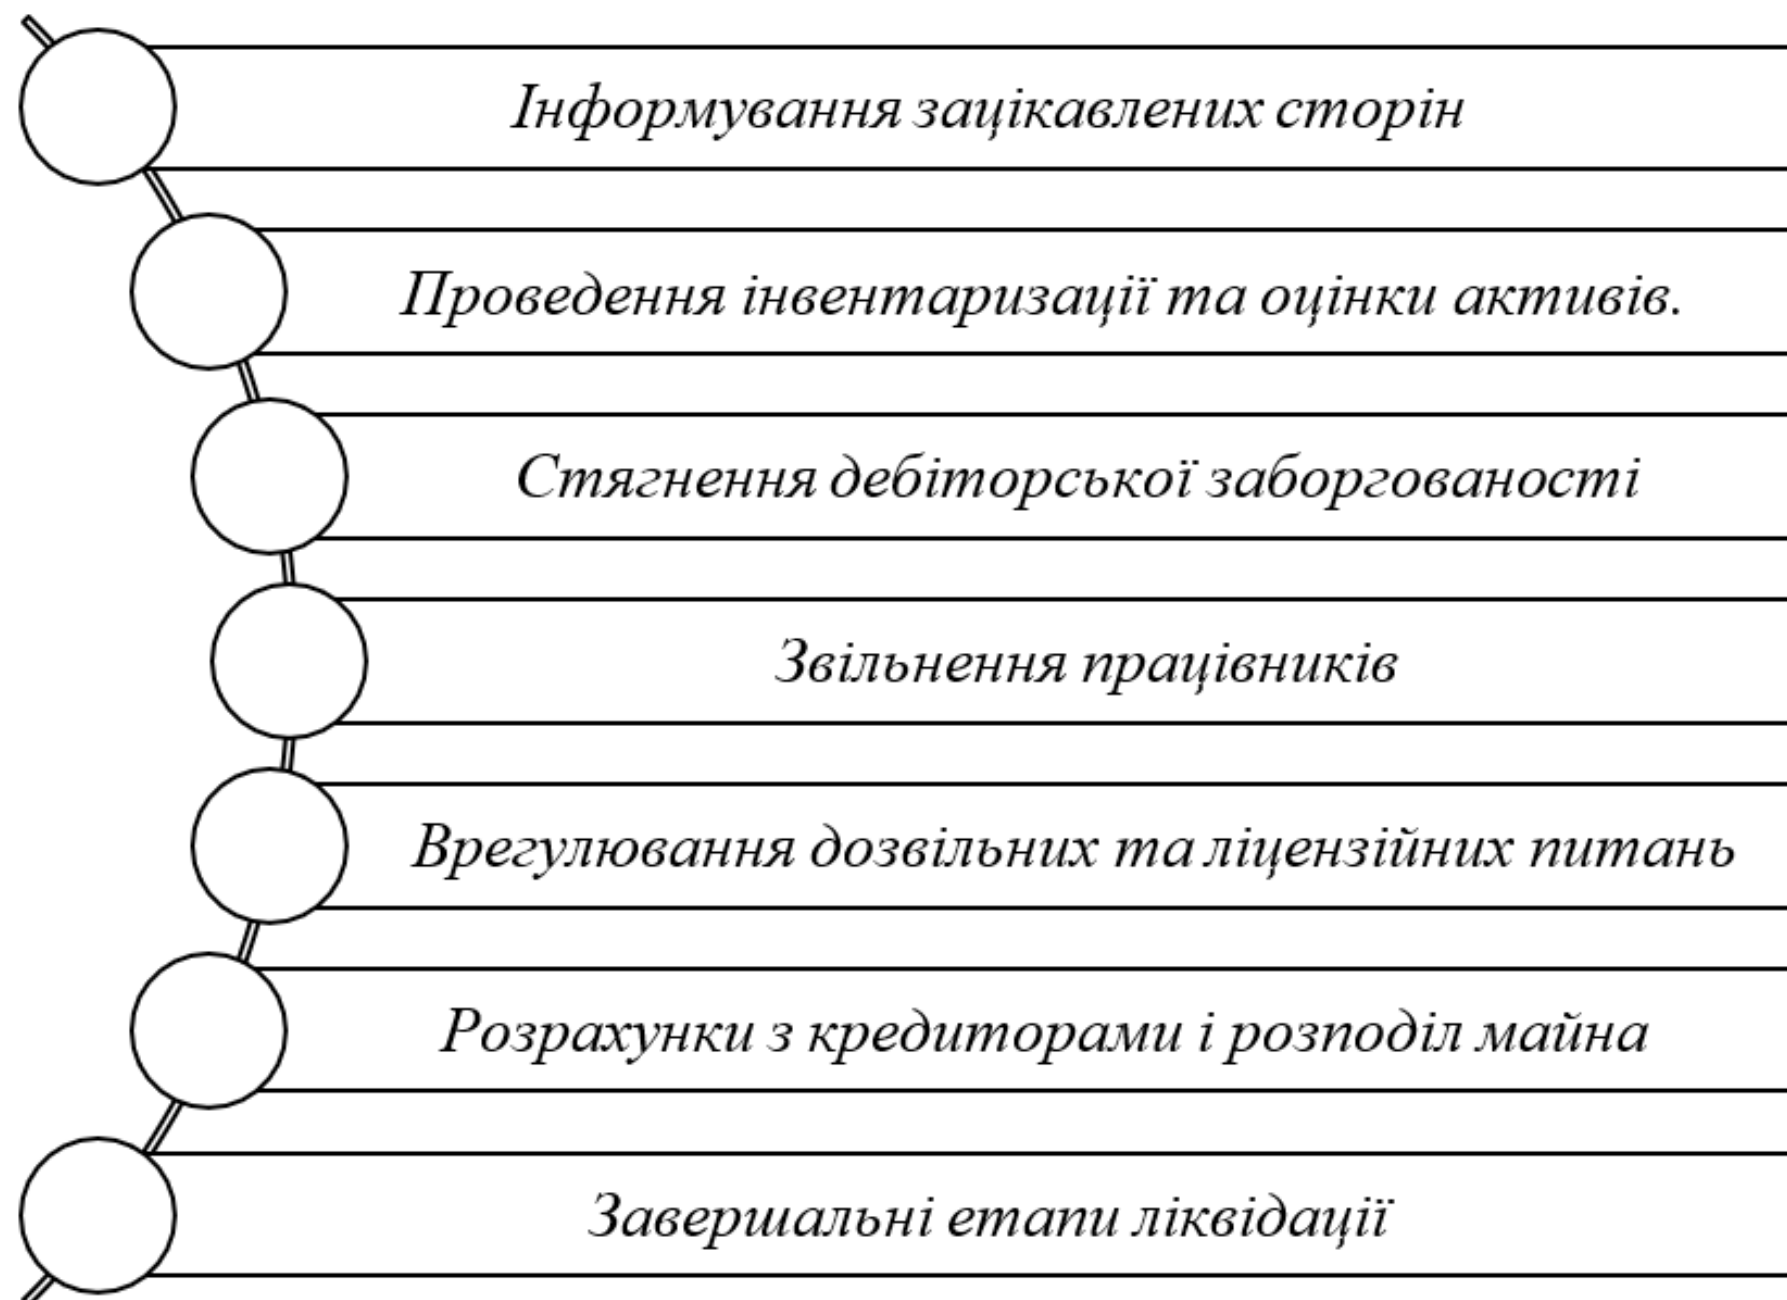 Інформування зацікавлених сторін
Проведення інвентаризації та оцінки активів.
Стягнення дебіторської заборгованості
Звільнення працівників
Врегулювання дозвільних та ліцензійних питань
Розрахунки з кредиторами і розподіл майна
Завершальні етапи ліквідації